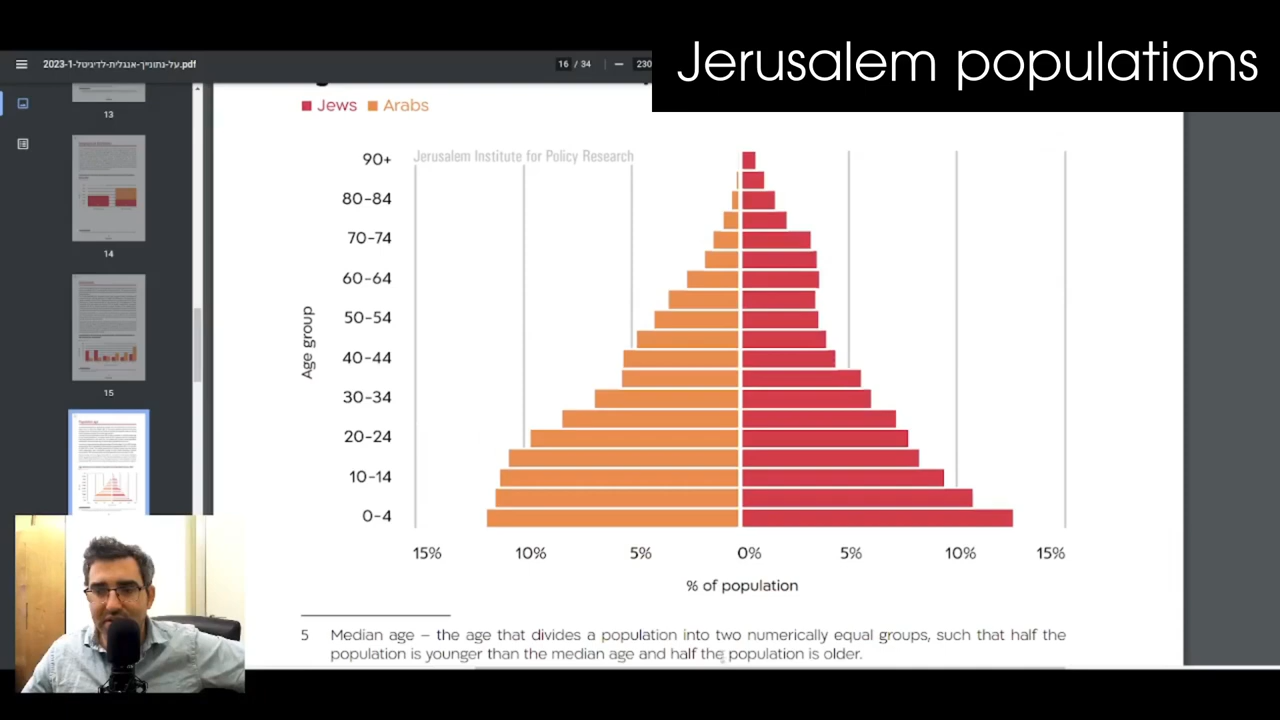 Jerusalem populations
2023-1-על-נתונייך-אנגלית-לדיגיטל.pdf
16 / 34
230
13
14
15
Jews Arabs
Jerusalem Institute for Policy Research
90+
80-84
70-74
60-64
50-54
40-44
30-34
20-24
10-14
0-4
Age group
15% 10% 5% 0% 5% 10% 15%
% of population
5 Median age – the age that divides a population into two numerically equal groups, such that half the
population is younger than the median age and half the population is older.